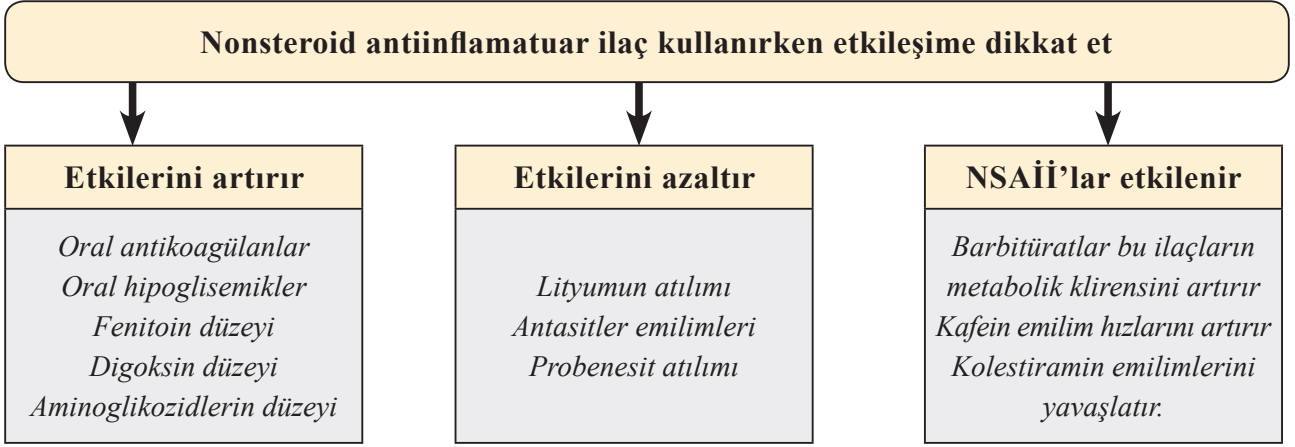 Nonsteroid antiinflamatuar ilaç kullanırken etkileşime dikkat et
Etkilerini artırır
Oral antikoagülanlar
Oral hipoglisemikler
Fenitoin düzeyi
Digoksin düzeyi
Aminoglikozidlerin düzeyi
Etkilerini azaltır
Lityumun atılımı
Antasitler emilimleri
Probenesit atılımı
NSAİİ’lar etkilenir
Barbitüratlar bu ilaçların
metabolik klirensini artırır
Kafein emilim hızlarını artırır
Kolestiramin emilimlerini
yavaşlatır.